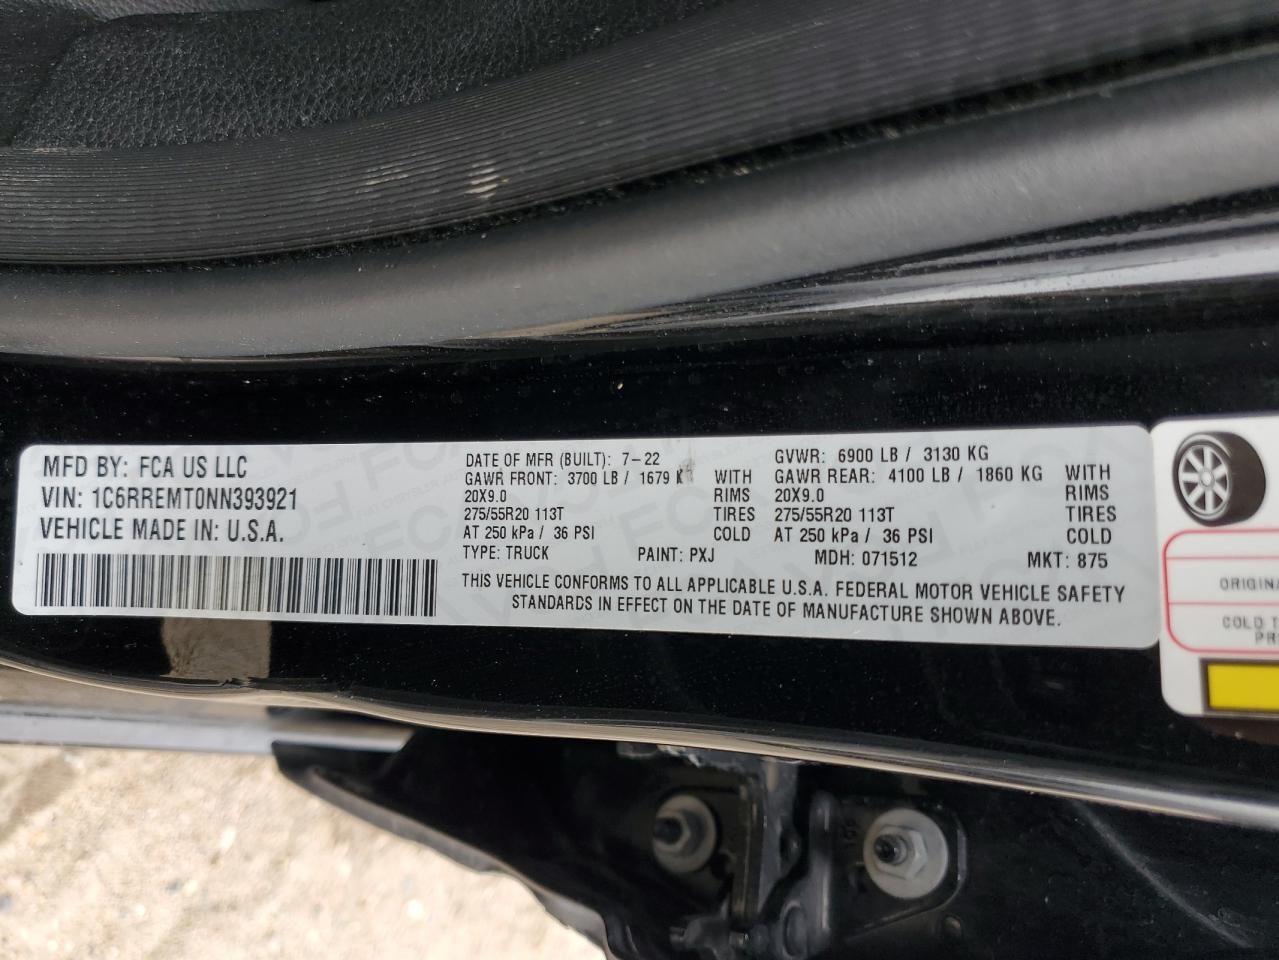 MFD BY: FCA US LLC
VIN: 1C6RREMT0NN393921
VEHICLE MADE IN: U.S.A.
DATE OF MFR (BUILT): 7-22 GVWR: 6900 LB / 3130 KG
GAWR FRONT: 3700 LB / 1679 K WITH GAWR REAR: 4100 LB / 1860 KG WITH
20X9.0 RIMS 20X9.0 RIMS
275/55R20 113T TIRES 275/55R20 113T TIRES
AT 250 kPa / 36 PSI COLD AT 250 kPa / 36 PSI COLD
TYPE: TRUCK PAINT: PXJ MDH: 071512 MKT: 875
THIS VEHICLE CONFORMS TO ALL APPLICABLE U.S.A. FEDERAL MOTOR VEHICLE SAFETY
STANDARDS IN EFFECT ON THE DATE OF MANUFACTURE SHOWN ABOVE.
ORIGIN
COLD T
PR